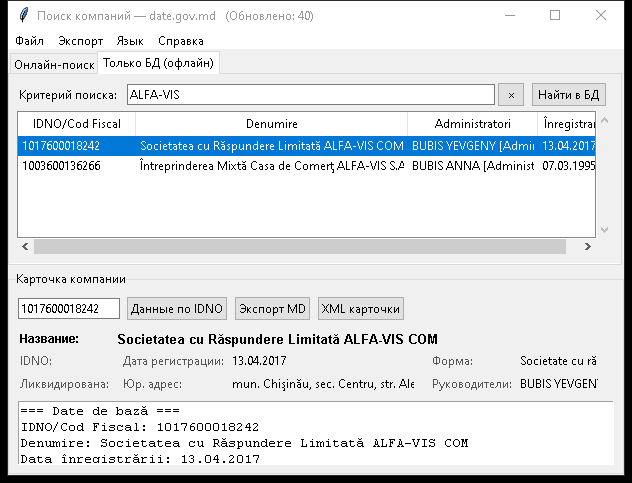 Поиск компаний — date.gov.md (Обновлено: 40)
Файл Экспорт Язык Справка
Онлайн-поиск Только БД (офлайн)
Критерий поиска: ALFA-VIS × Найти в БД
IDNO/Cod Fiscal Denumire Administratori Înregistrar
1017600018242 Societatea cu Răspundere Limitată ALFA-VIS COM BUBIS YEVGENY [Admin 13.04.2017
1003600136266 Întreprinderea Mixtă Casa de Comerţ ALFA-VIS S.A BUBIS ANNA [Administ 07.03.1995
Карточка компании
1017600018242 Данные по IDNO Экспорт MD XML карточки
Название: Societatea cu Răspundere Limitată ALFA-VIS COM
IDNO: Дата регистрации: 13.04.2017 Форма: Societate cu ră
Ликвидирована: Юр. адрес: mun. Chişinău, sec. Centru, str. Ale Руководители: BUBIS YEVGENY
=== Date de bază ===
IDNO/Cod Fiscal: 1017600018242
Denumire: Societatea cu Răspundere Limitată ALFA-VIS COM
Data înregistrării: 13.04.2017